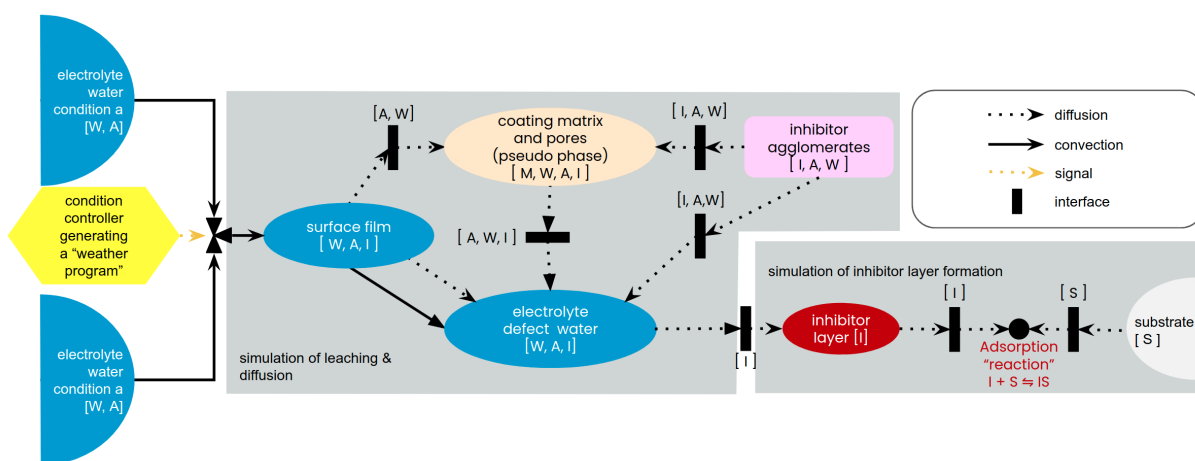 electrolyte
water
condition a
[W, A]
condition
controller
generating
a “weather
program”
electrolyte
water
condition a
[W, A]
[A, W]
coating matrix
and pores
(pseudo phase)
[ M, W, A, I ]
[ I, A, W]
inhibitor
agglomerates
[ I, A, W ]
surface film
[ W, A, I ]
[ A, W, I ]
[I, A,W]
electrolyte
defect water
[W, A, I]
simulation of leaching &
diffusion
diffusion
convection
signal
interface
simulation of inhibitor layer formation
[ I ]
inhibitor
layer [I]
[ I ]
[ S ]
substrate
[ S ]
Adsorption
“reaction”
I + S ⇋ IS